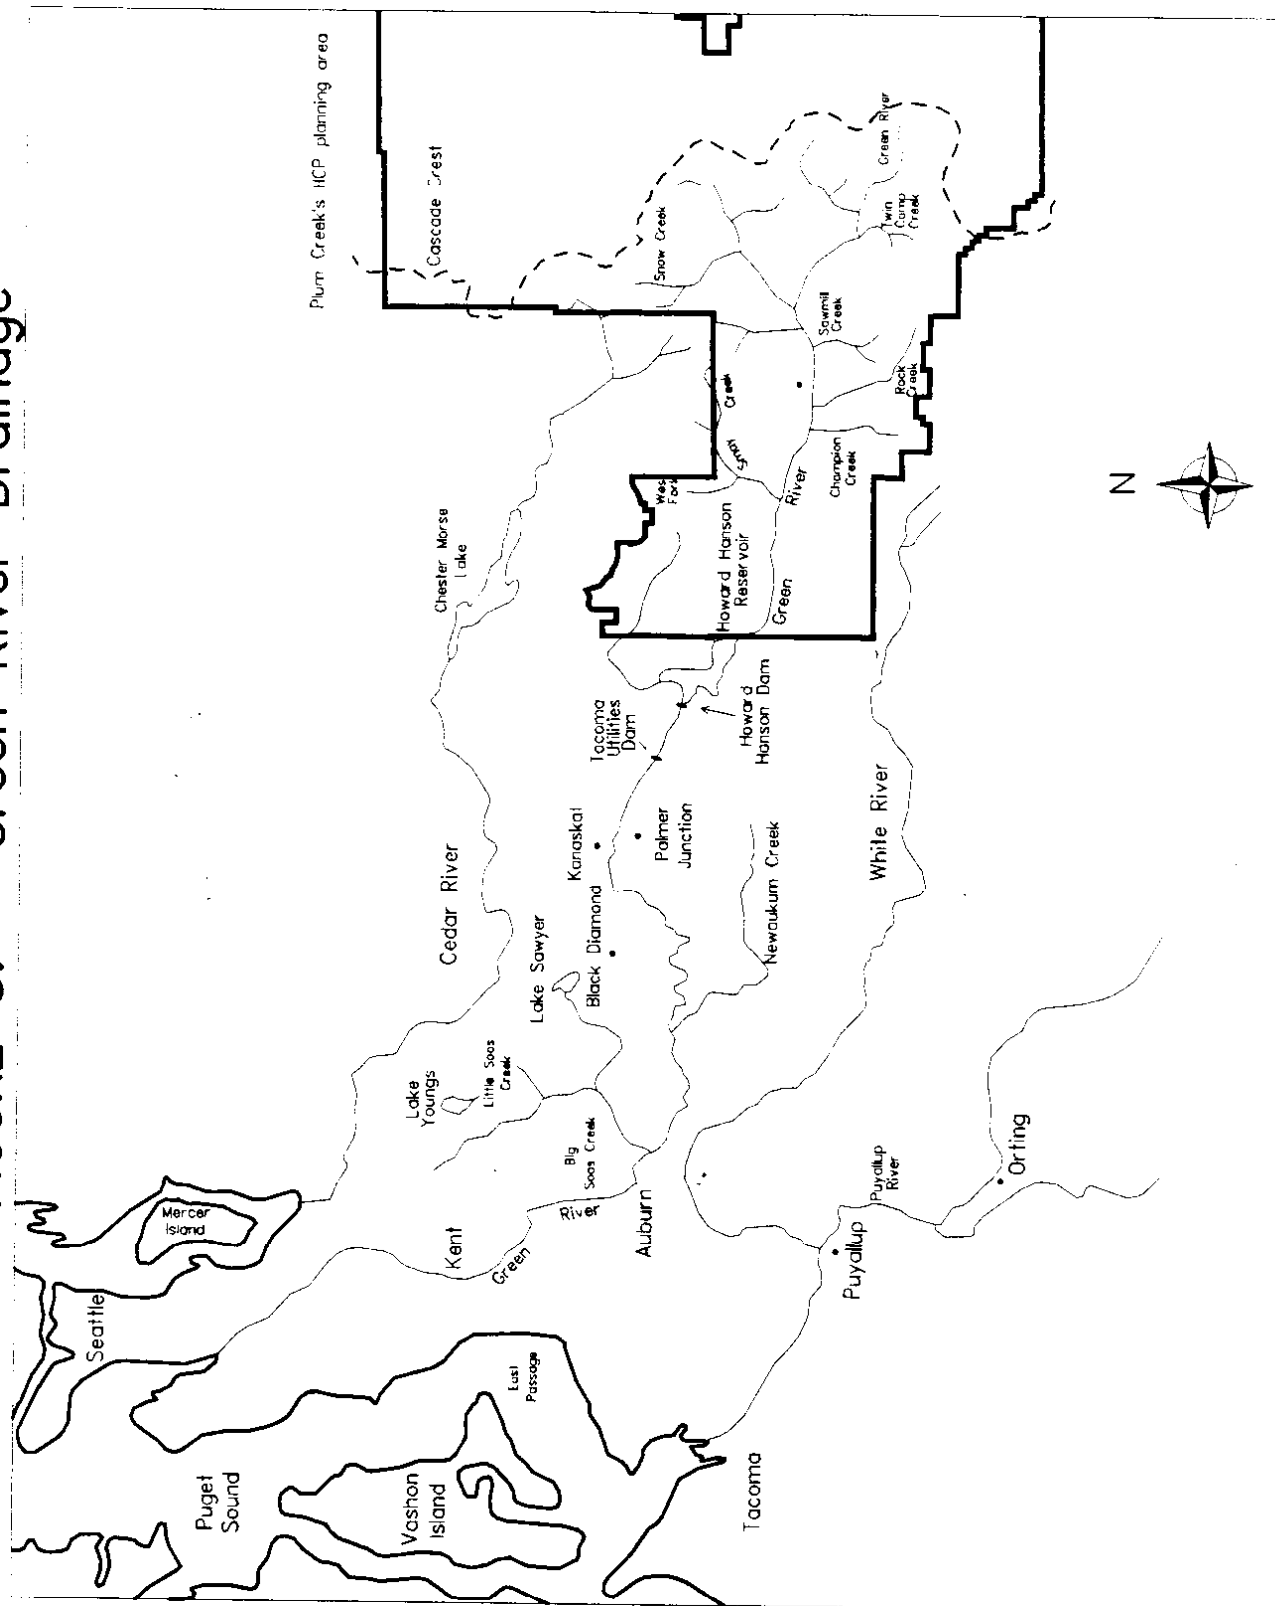 Green River Drainage
Seattle
Mercer
Island
Puget
Sound
Plum Creek's HCP planning area
Vashon
Island
Kent
Lake
Youngs
Cedar River
Chester Morse
Lake
Cascade Crest
East
Passage
Green
River
Big
Soos Creek
Little Soos
Creek
Lake Sawyer
Black Diamond
Kanaskat
Tacoma
Utilities
Dam
Auburn
Palmer
Junction
West
Fork
Snow Creek
Tacoma
Newaukum Creek
Howard
Hanson Dam
Howard Hanson
Reservoir
Smay
Creek
Green
River
Sawmill
Creek
Champion
Creek
Puyallup
Puyallup
River
White River
Rock
Creek
Twin
Camp
Creek
Green River
Orting
N